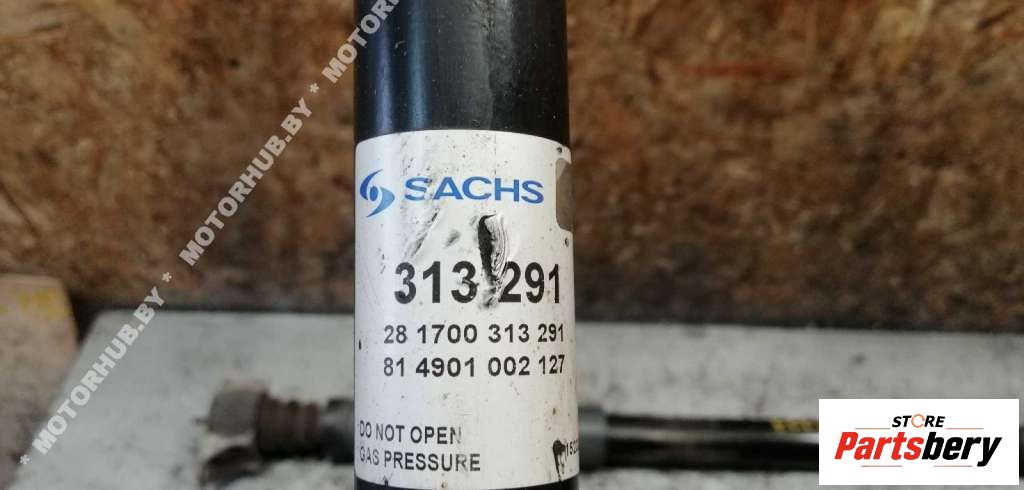 * MOTORHUB.BY * MOTORHUB.BY * MOTORHUB.BY * MOTOR
SACHS
313 291
28 1700 313 291
81 4901 002 127
DO NOT OPEN
GAS PRESSURE
STORE
Partsbery